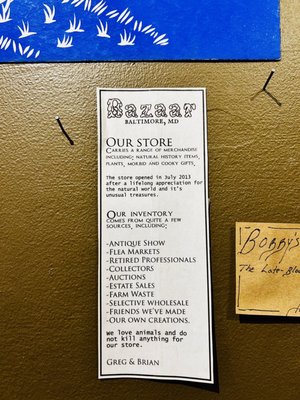 Bazaar
BALTIMORE, MD
OUR STORE
CARRIES A RANGE OF MERCHANDISE
INCLUDING: NATURAL HISTORY ITEMS,
PLANTS, MORBID AND COOKY GIFTS.
The store opened in July 2013
after a lifelong appreciation for
the natural world and it's
unusual treasures.
OUR INVENTORY
COMES FROM QUITE A FEW
SOURCES, INCLUDING:
-ANTIQUE SHOW
-FLEA MARKETS
-RETIRED PROFESSIONALS
-COLLECTORS
-AUCTIONS
-ESTATE SALES
-FARM WASTE
-SELECTIVE WHOLESALE
-FRIENDS WE'VE MADE
-OUR OWN CREATIONS.
We love animals and do
not kill anything for
our store.
GREG & BRIAN
BOBBY'S
The Late-